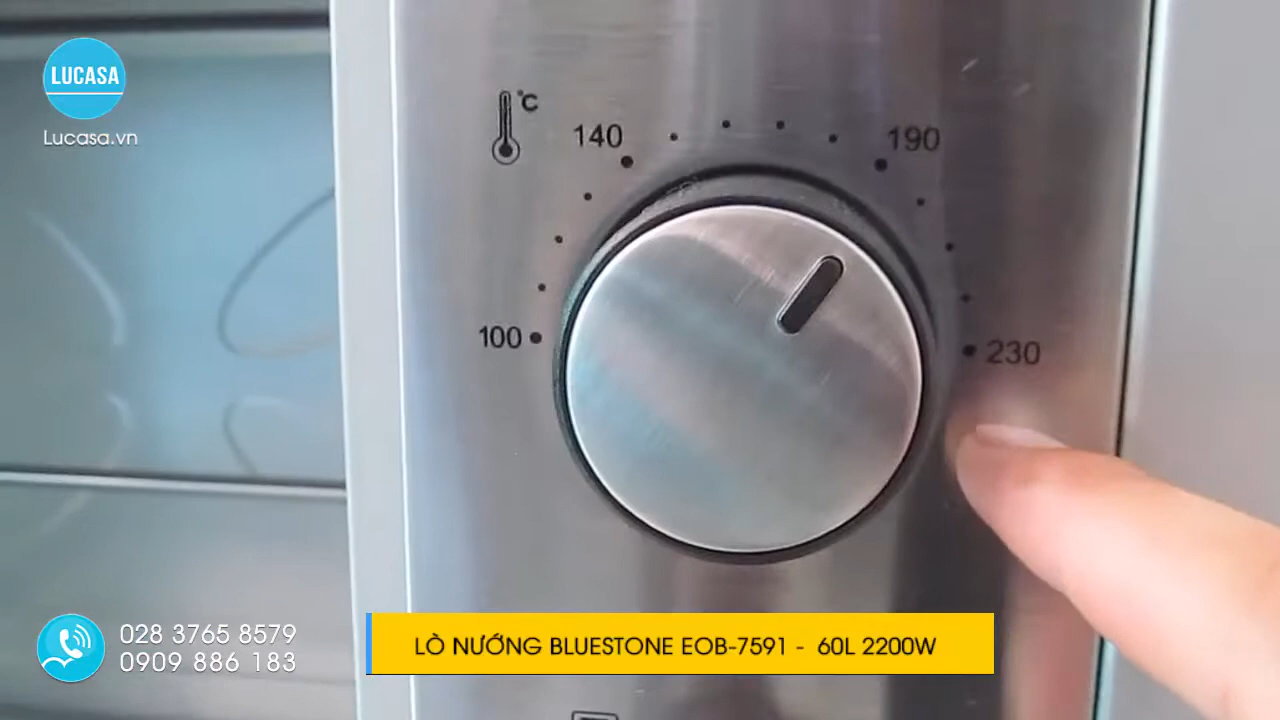 LUCASA
Lucasa.vn
°C
140
190
100
230
028 3765 8579
0909 886 183
LÒ NƯỚNG BLUESTONE EOB-7591 - 60L 2200W